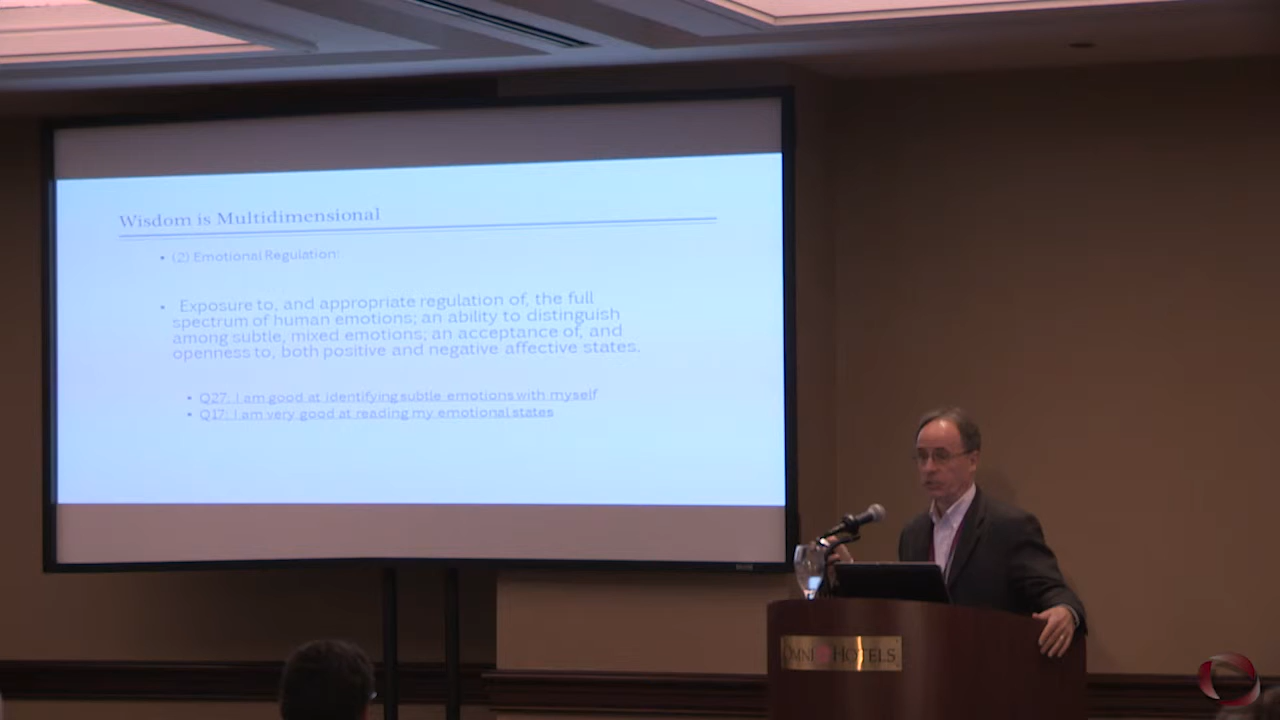 Wisdom is Multidimensional
• (2) Emotional Regulation:
• Exposure to, and appropriate regulation of, the full
spectrum of human emotions; an ability to distinguish
among subtle, mixed emotions; an acceptance of, and
openness to, both positive and negative affective states.
• Q27: I am good at identifying subtle emotions with myself
• Q17: I am very good at reading my emotional states
OMNI HOTELS